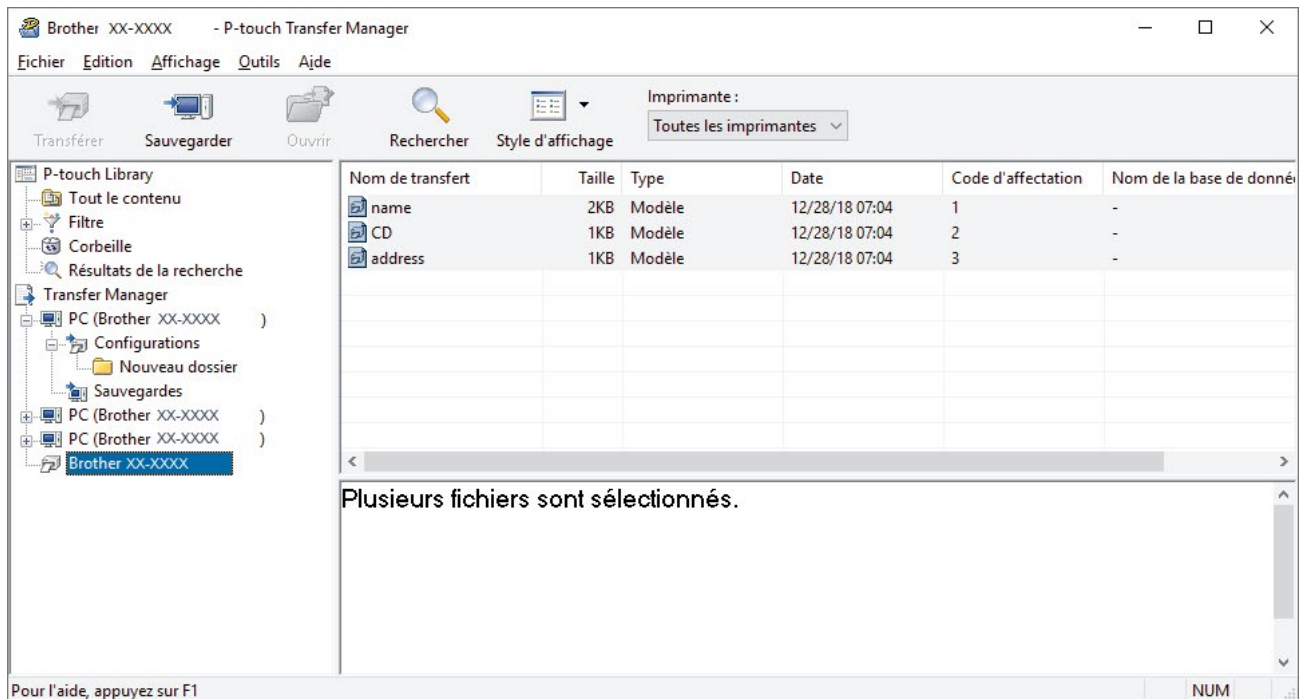 Brother XX-XXXX - P-touch Transfer Manager
Fichier Edition Affichage Outils Aide
Transférer Sauvegarder Ouvrir Rechercher Style d'affichage
Imprimante :
Toutes les imprimantes
P-touch Library
Tout le contenu
Filtre
Corbeille
Résultats de la recherche
Transfer Manager
PC (Brother XX-XXXX )
Configurations
Nouveau dossier
Sauvegardes
PC (Brother XX-XXXX )
PC (Brother XX-XXXX )
Brother XX-XXXX
Nom de transfert Taille Type Date Code d'affectation Nom de la base de donné
name 2KB Modèle 12/28/18 07:04 1 -
CD 1KB Modèle 12/28/18 07:04 2 -
address 1KB Modèle 12/28/18 07:04 3 -
Plusieurs fichiers sont sélectionnés.
Pour l'aide, appuyez sur F1
NUM